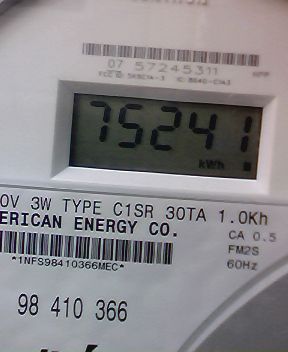 07 57245311
75241
kWh
0V 3W TYPE C1SR 30TA 1.0Kh
ERICAN ENERGY CO.
CA 0.5
FM2S
60Hz
*1NFS98410366MEC*
98 410 366